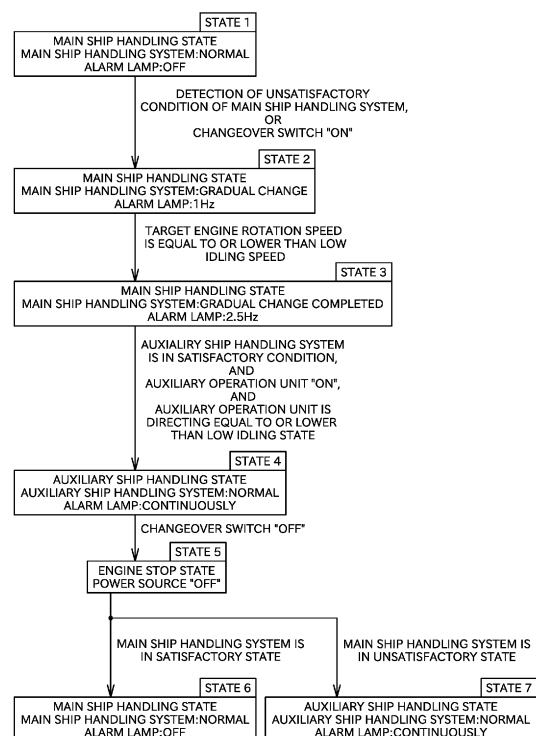 STATE 1
MAIN SHIP HANDLING STATE
MAIN SHIP HANDLING SYSTEM:NORMAL
ALARM LAMP:OFF
DETECTION OF UNSATISFACTORY
CONDITION OF MAIN SHIP HANDLING SYSTEM,
OR
CHANGEOVER SWITCH "ON"
STATE 2
MAIN SHIP HANDLING STATE
MAIN SHIP HANDLING SYSTEM:GRADUAL CHANGE
ALARM LAMP:1Hz
TARGET ENGINE ROTATION SPEED
IS EQUAL TO OR LOWER THAN LOW
IDLING SPEED
STATE 3
MAIN SHIP HANDLING STATE
MAIN SHIP HANDLING SYSTEM:GRADUAL CHANGE COMPLETED
ALARM LAMP:2.5Hz
AUXIALIRY SHIP HANDLING SYSTEM
IS IN SATISFACTORY CONDITION,
AND
AUXILIARY OPERATION UNIT "ON",
AND
AUXILIARY OPERATION UNIT IS
DIRECTING EQUAL TO OR LOWER
THAN LOW IDLING STATE
STATE 4
AUXILIARY SHIP HANDLING STATE
AUXILIARY SHIP HANDLING SYSTEM:NORMAL
ALARM LAMP:CONTINUOUSLY
CHANGEOVER SWITCH "OFF"
STATE 5
ENGINE STOP STATE
POWER SOURCE "OFF"
MAIN SHIP HANDLING SYSTEM IS
IN SATISFACTORY STATE
MAIN SHIP HANDLING SYSTEM IS
IN UNSATISFACTORY STATE
STATE 6
MAIN SHIP HANDLING STATE
MAIN SHIP HANDLING SYSTEM:NORMAL
ALARM LAMP:OFF
STATE 7
AUXILIARY SHIP HANDLING STATE
AUXILIARY SHIP HANDLING SYSTEM:NORMAL
ALARM LAMP:CONTINUOUSLY